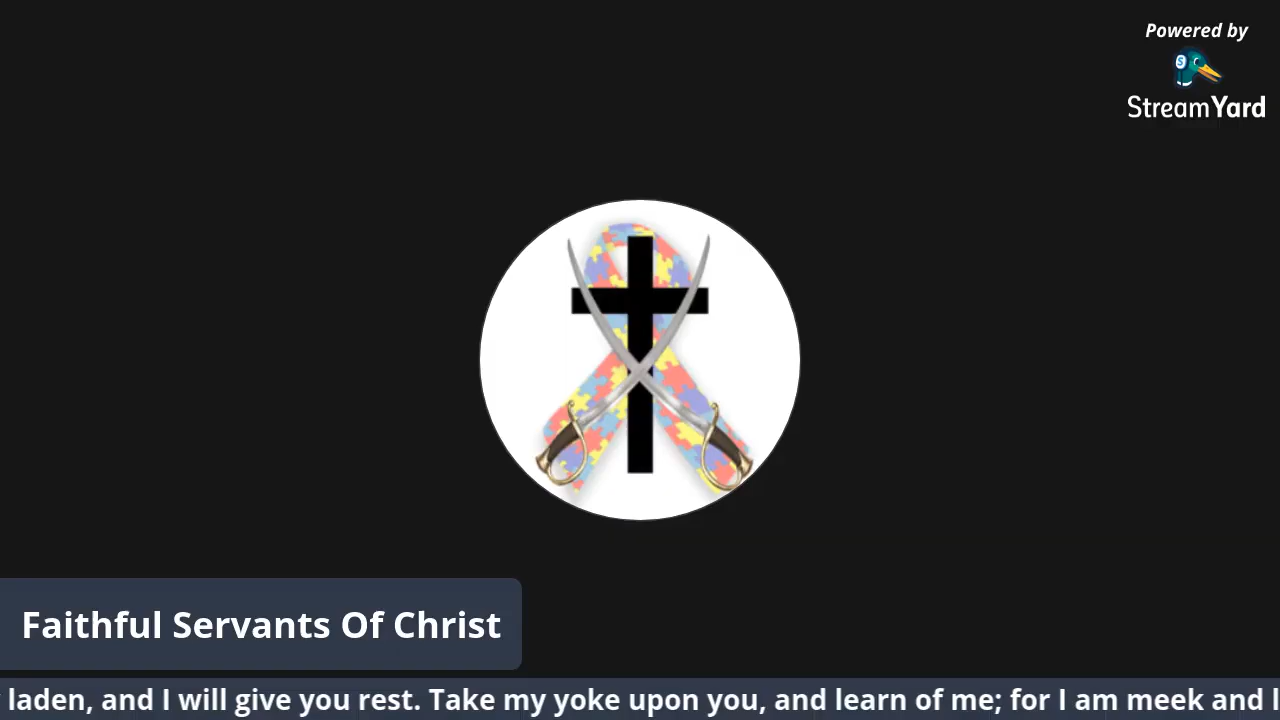 Powered by
StreamYard
Faithful Servants Of Christ
laden, and I will give you rest. Take my yoke upon you, and learn of me; for I am meek and